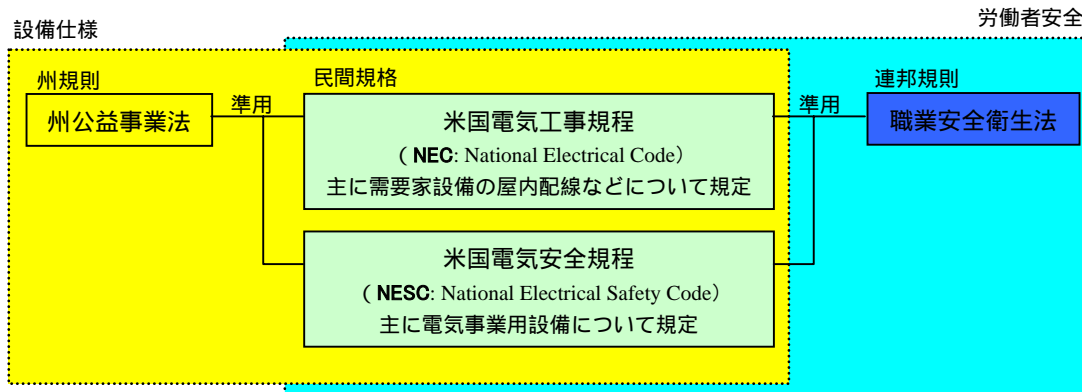 設備仕様
労働者安全
州規則
民間規格
連邦規則
州公益事業法
準用
米国電気工事規程
（NEC: National Electrical Code）
主に需要家設備の屋内配線などについて規定
準用
職業安全衛生法
米国電気安全規程
（NESC: National Electrical Safety Code）
主に電気事業用設備について規定